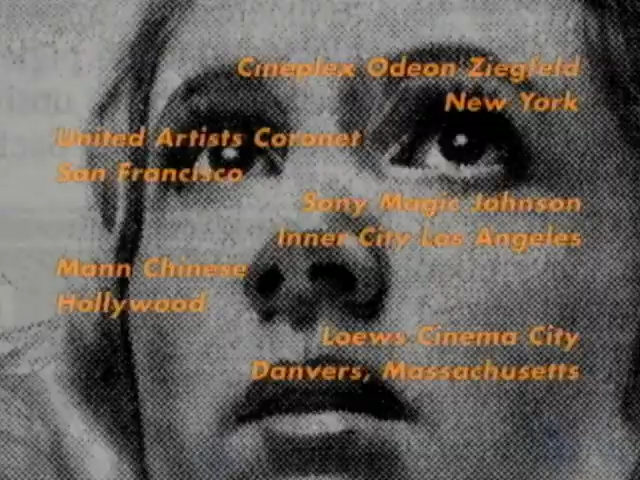 Cineplex Odeon Ziegfeld
New York
United Artists Coronet
San Francisco
Sony Magic Johnson
Inner City Los Angeles
Mann Chinese
Hollywood
Loews Cinema City
Danvers, Massachusetts